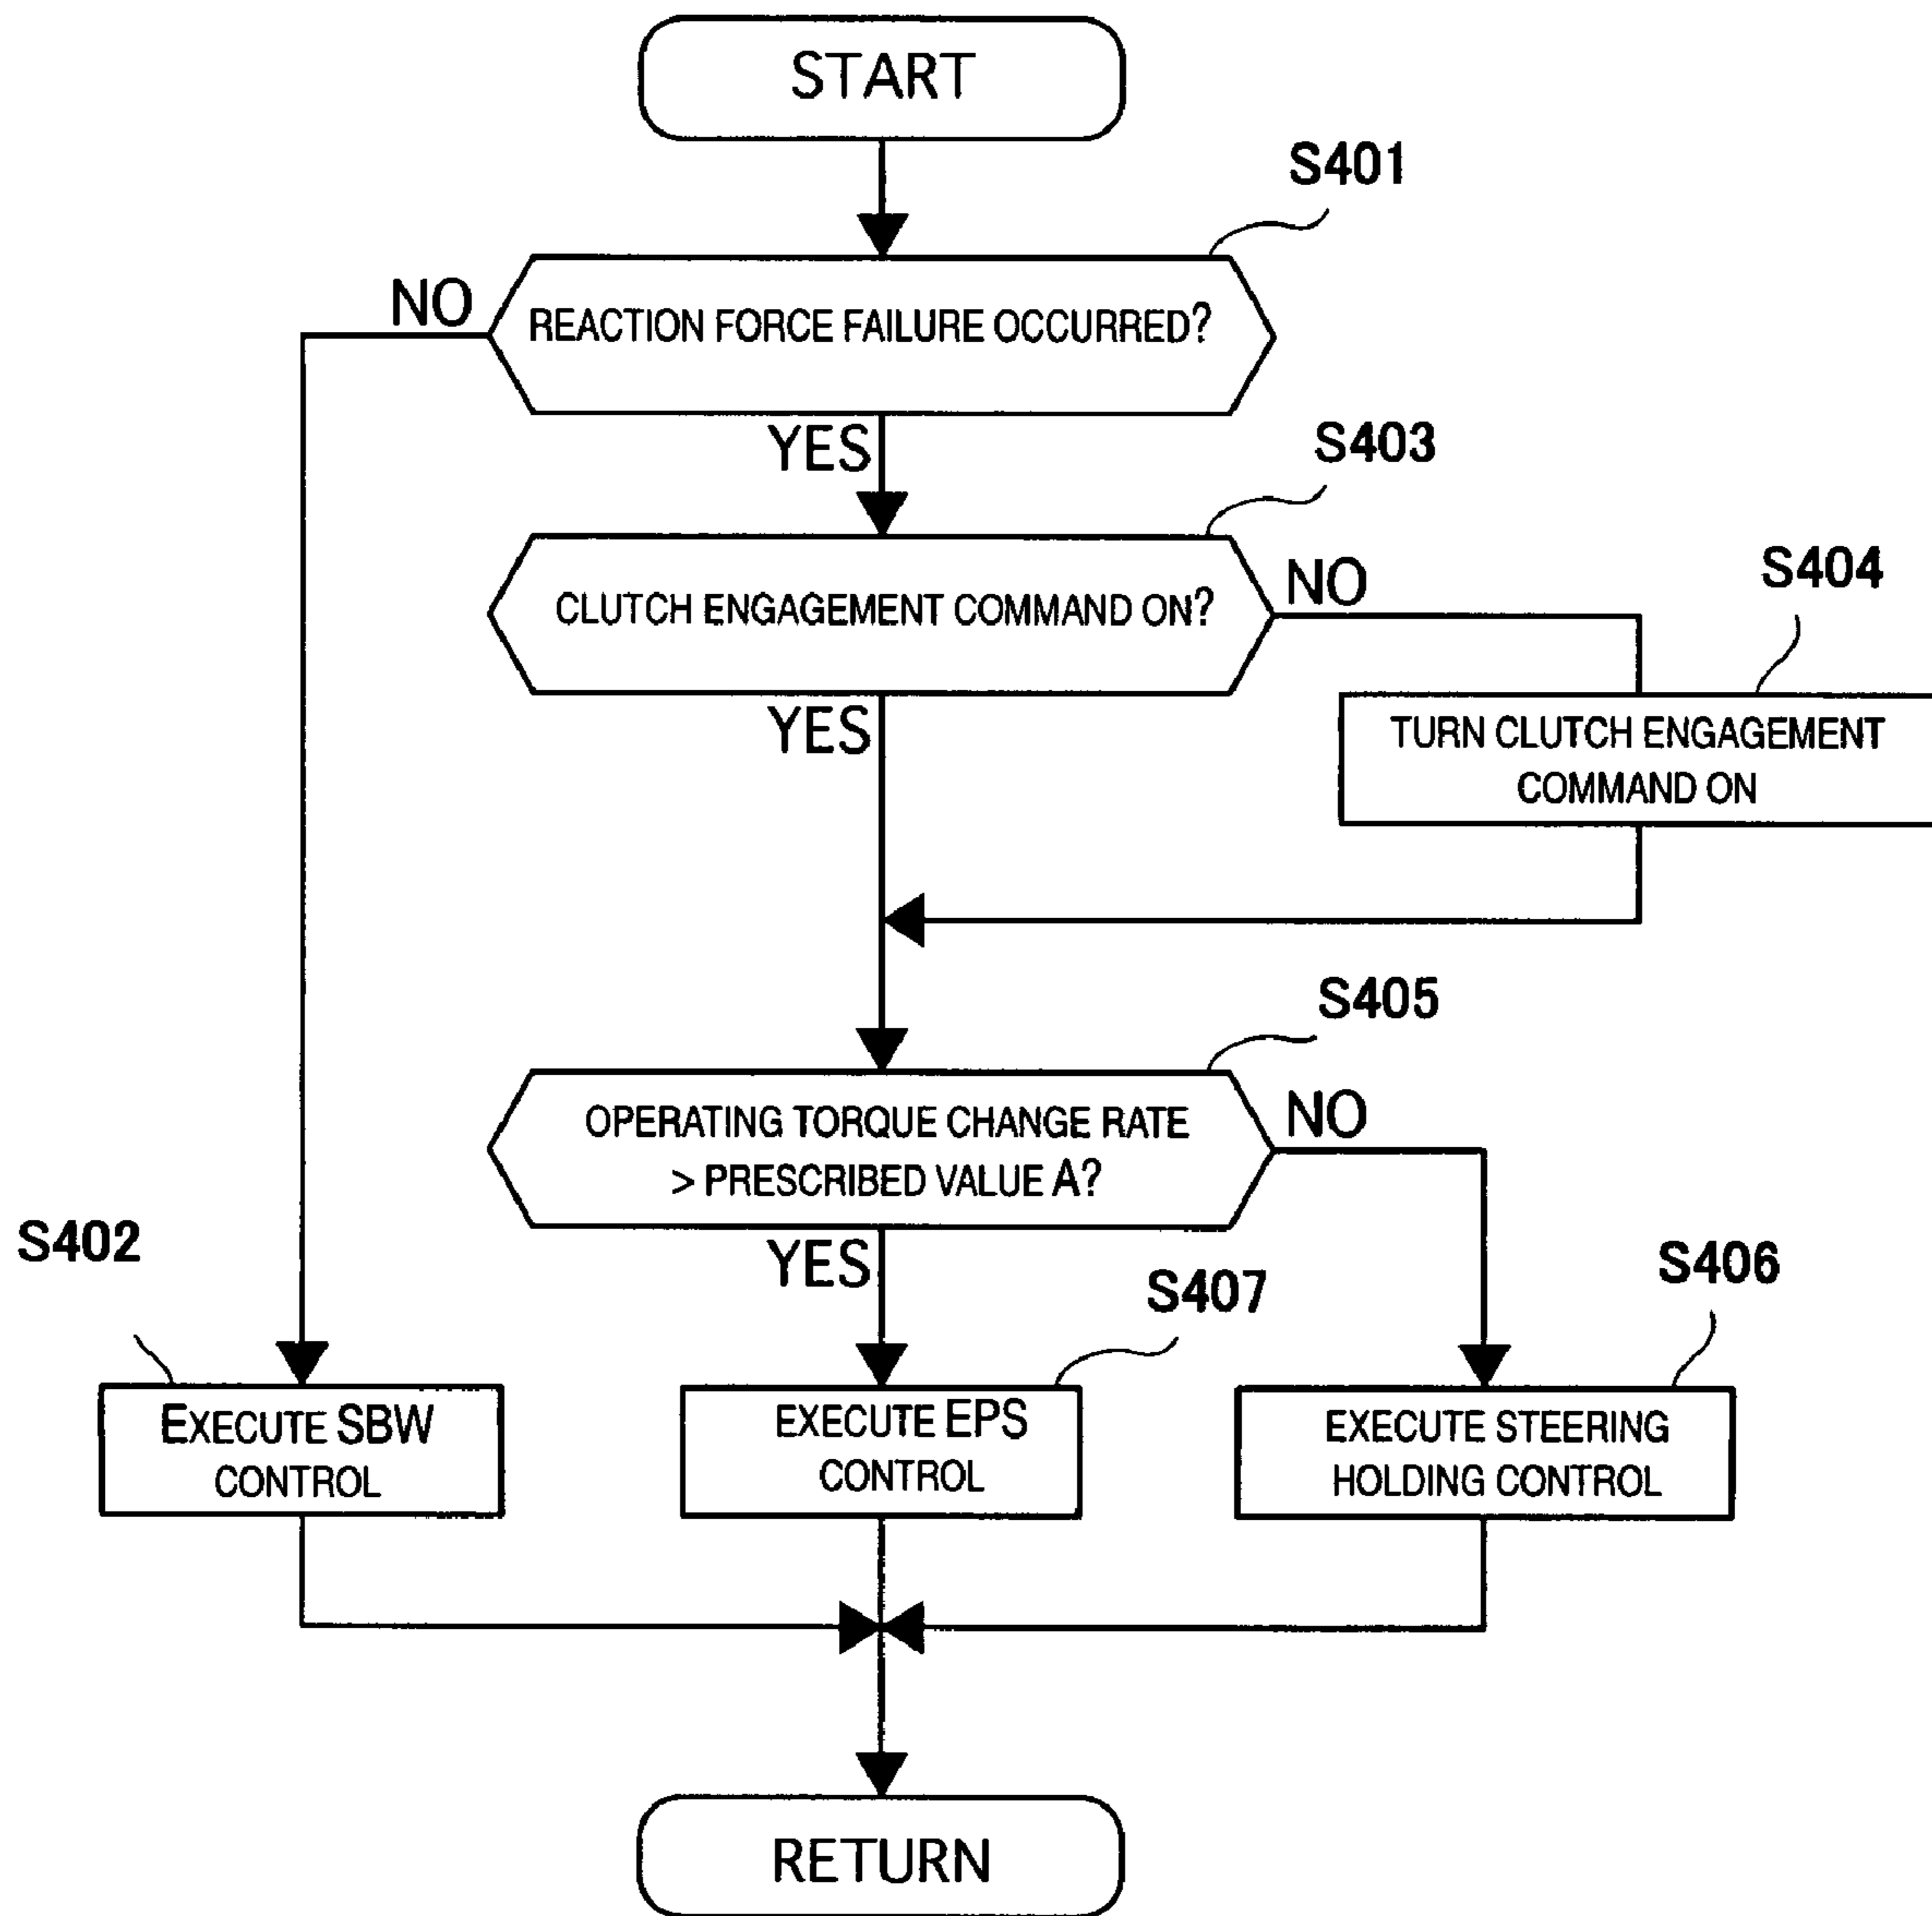 START
S401
NO
REACTION FORCE FAILURE OCCURRED?
YES
S403
CLUTCH ENGAGEMENT COMMAND ON?
NO
S404
YES
TURN CLUTCH ENGAGEMENT
COMMAND ON
S405
OPERATING TORQUE CHANGE RATE
> PRESCRIBED VALUE A?
NO
S402
YES
S407
S406
EXECUTE SBW
CONTROL
EXECUTE EPS
CONTROL
EXECUTE STEERING
HOLDING CONTROL
RETURN